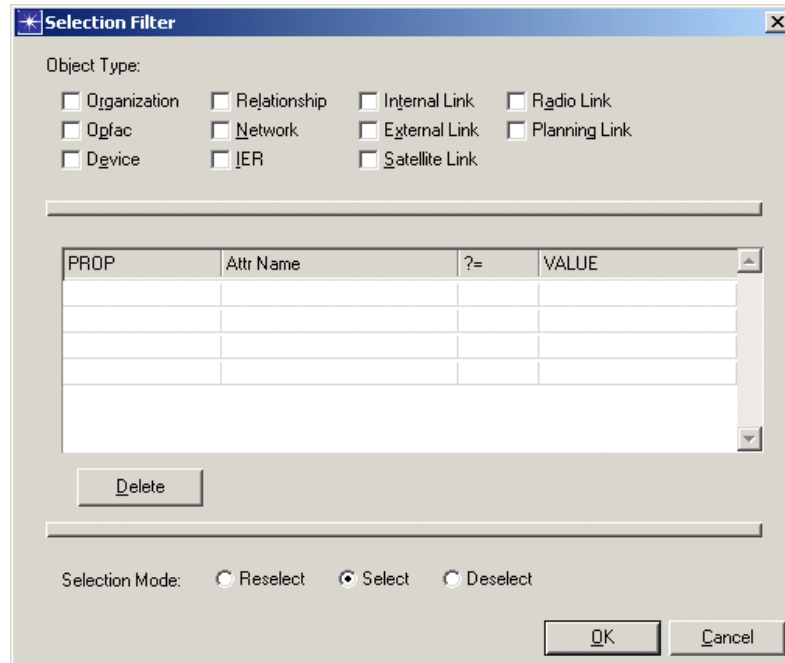 Selection Filter
Object Type:
Organization Relationship Internal Link Radio Link
Opfac Network External Link Planning Link
Device IER Satellite Link
PROP Attr Name ?= VALUE
Delete
Selection Mode: Reselect Select Deselect
OK Cancel